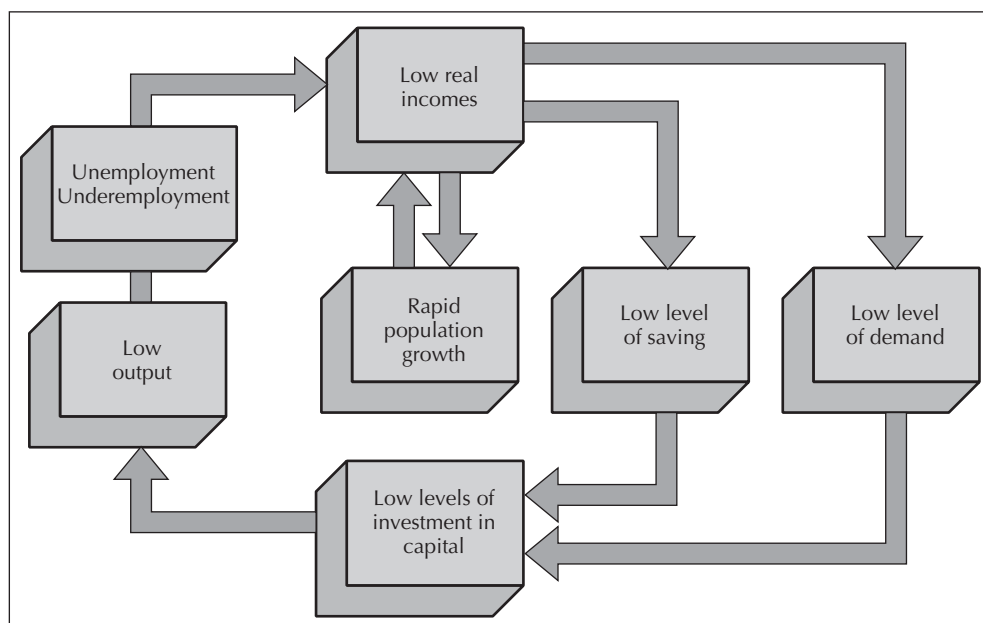 Low real
incomes
Unemployment
Underemployment
Rapid
population
growth
Low level
of saving
Low level
of demand
Low
output
Low levels of
investment in
capital